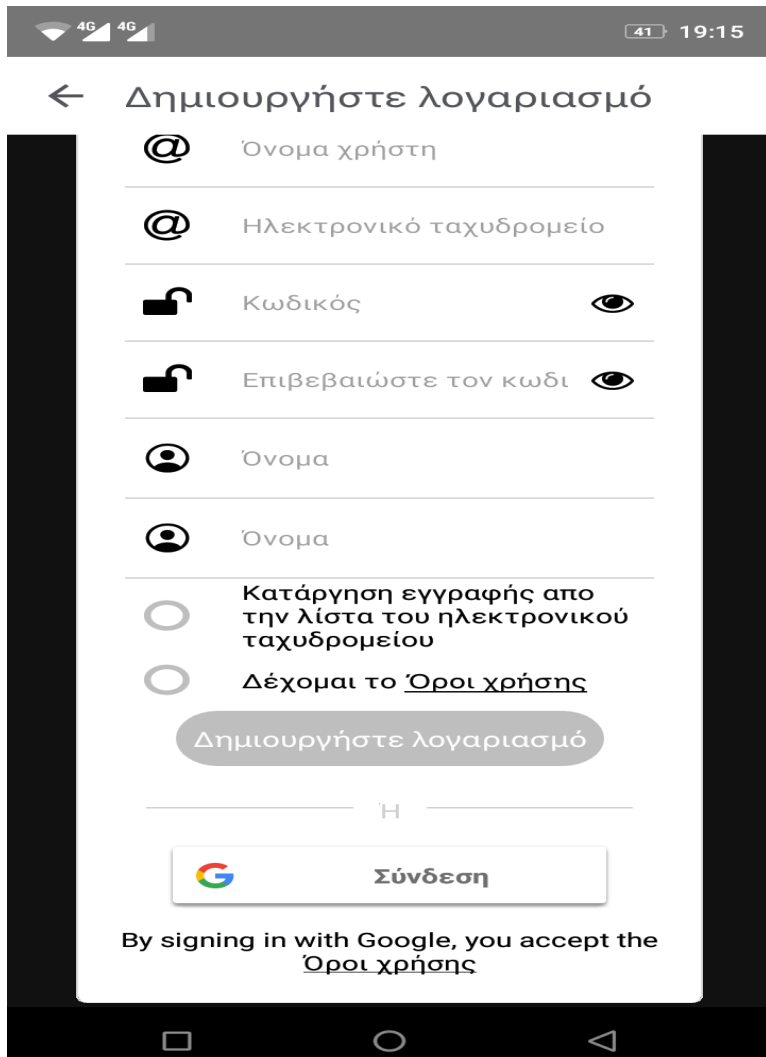 4G 4G 41 19:15
Δημιουργήστε λογαριασμό
Όνομα χρήστη
Ηλεκτρονικό ταχυδρομείο
Κωδικός
Επιβεβαιώστε τον κωδι
Όνομα
Όνομα
Κατάργηση εγγραφής απο
την λίστα του ηλεκτρονικού
ταχυδρομείου
Δέχομαι το Όροι χρήσης
Δημιουργήστε λογαριασμό
Ή
Σύνδεση
By signing in with Google, you accept the
Όροι χρήσης